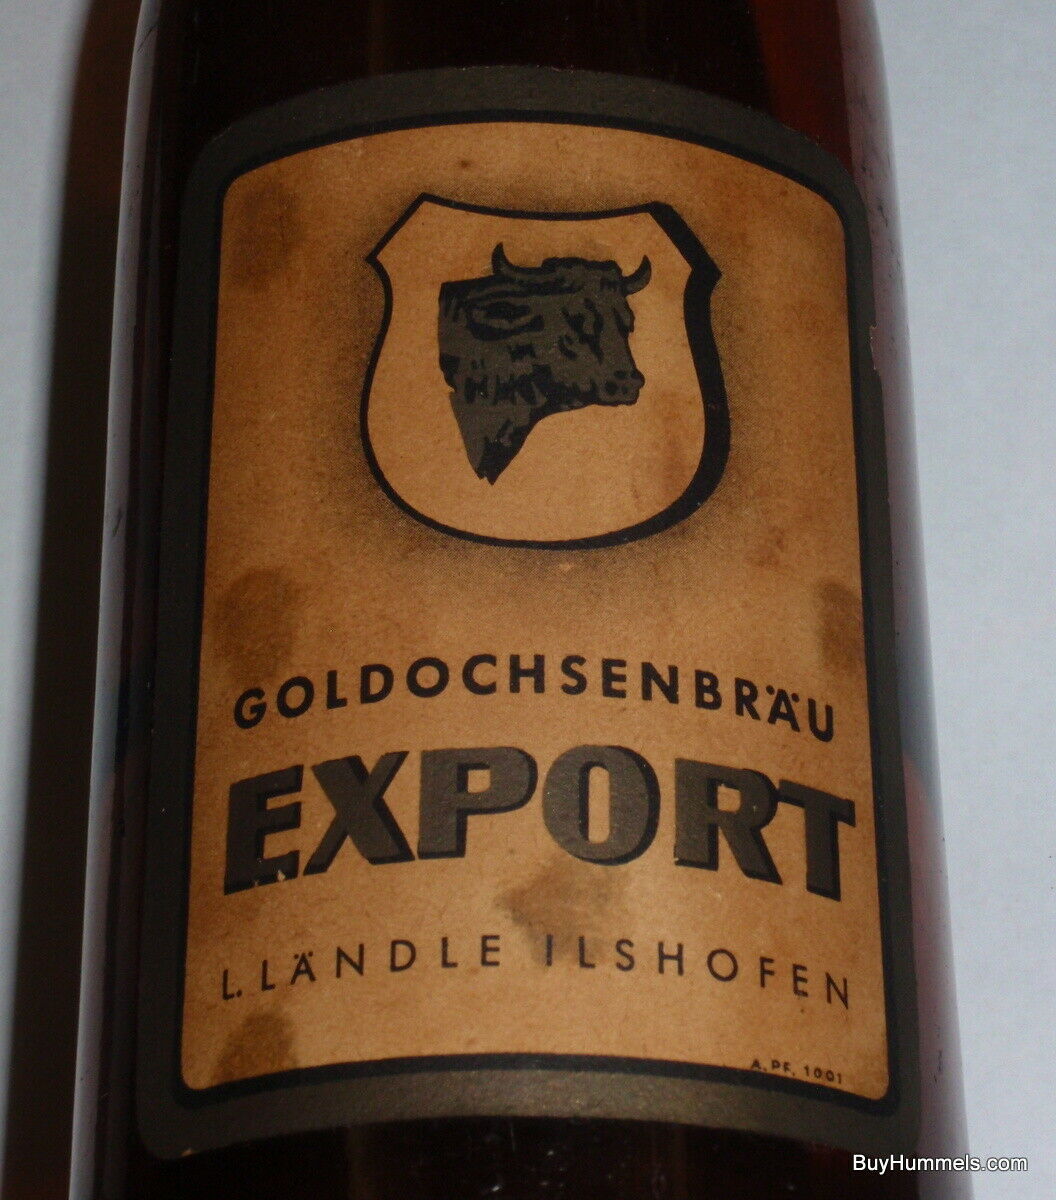 GOLDOCHSENBRÄU
EXPORT
L. LÄNDLE ILSHOFEN
A. PF. 1001
BuyHummels.com